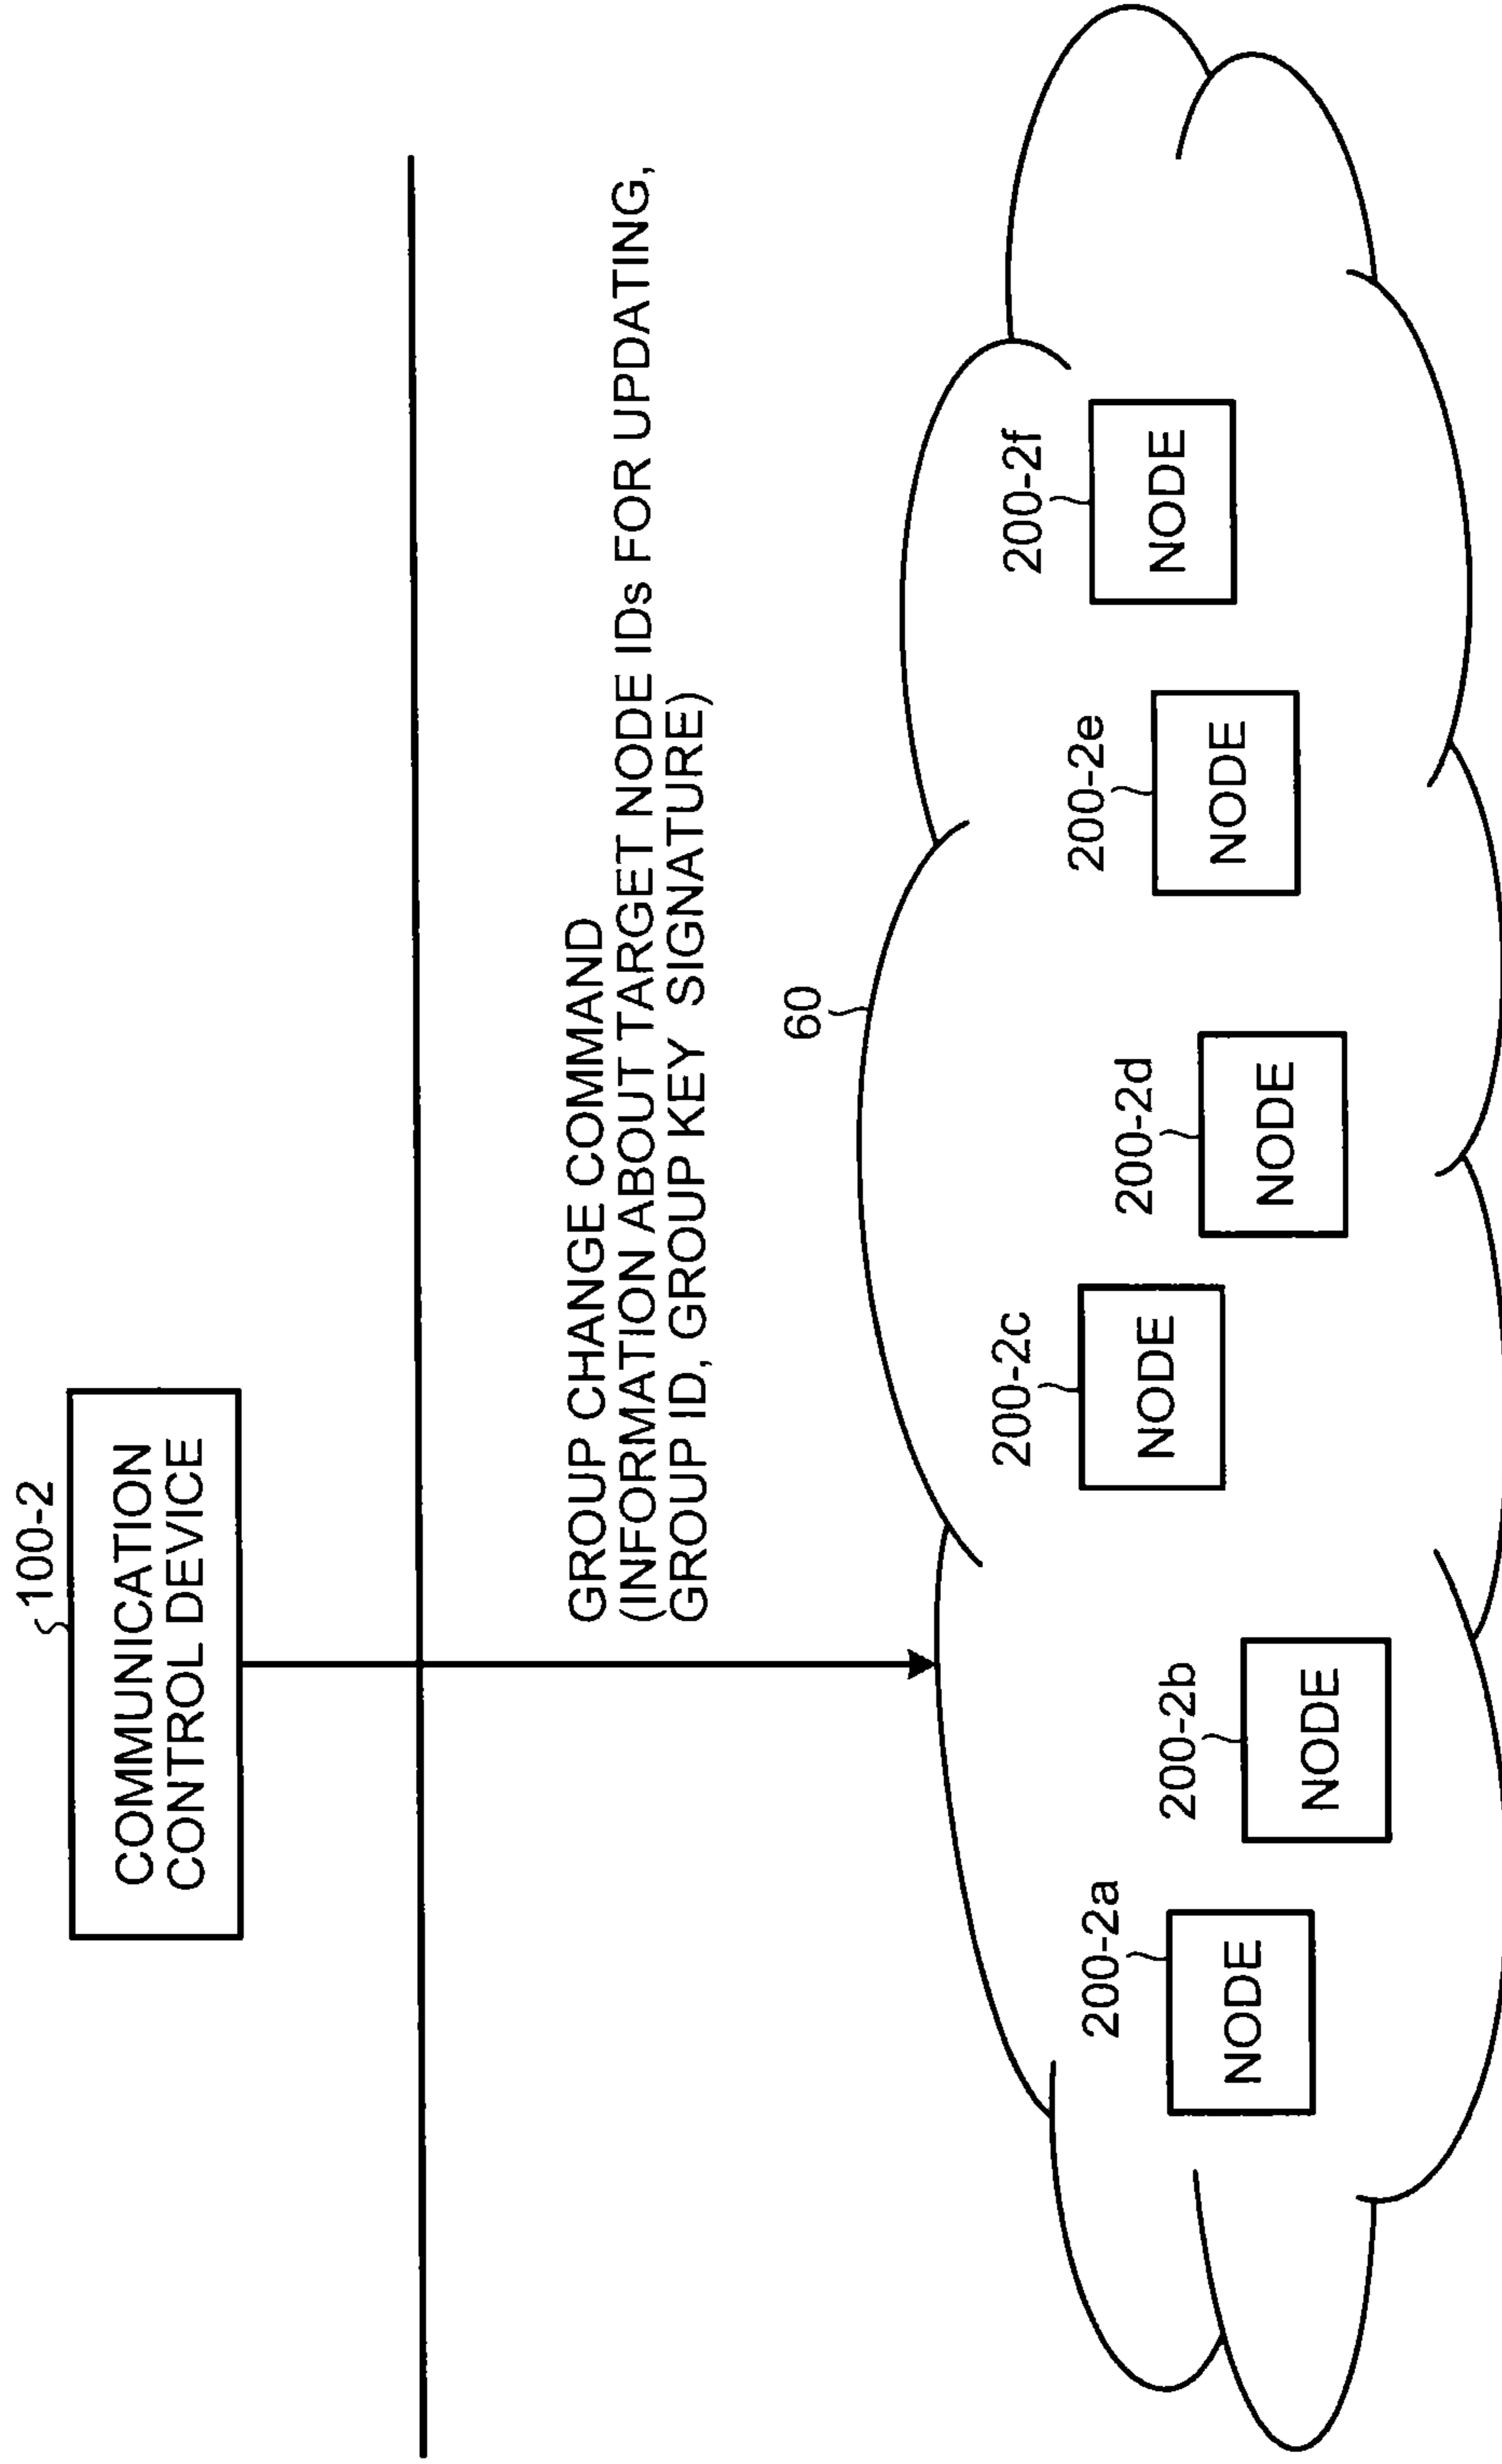 100-2
COMMUNICATION
CONTROL DEVICE
GROUP CHANGE COMMAND
(INFORMATION ABOUT TARGET NODE IDs FOR UPDATING,
GROUP ID, GROUP KEY SIGNATURE)
60
200-2a
NODE
200-2b
NODE
200-2c
NODE
200-2d
NODE
200-2e
NODE
200-2f
NODE